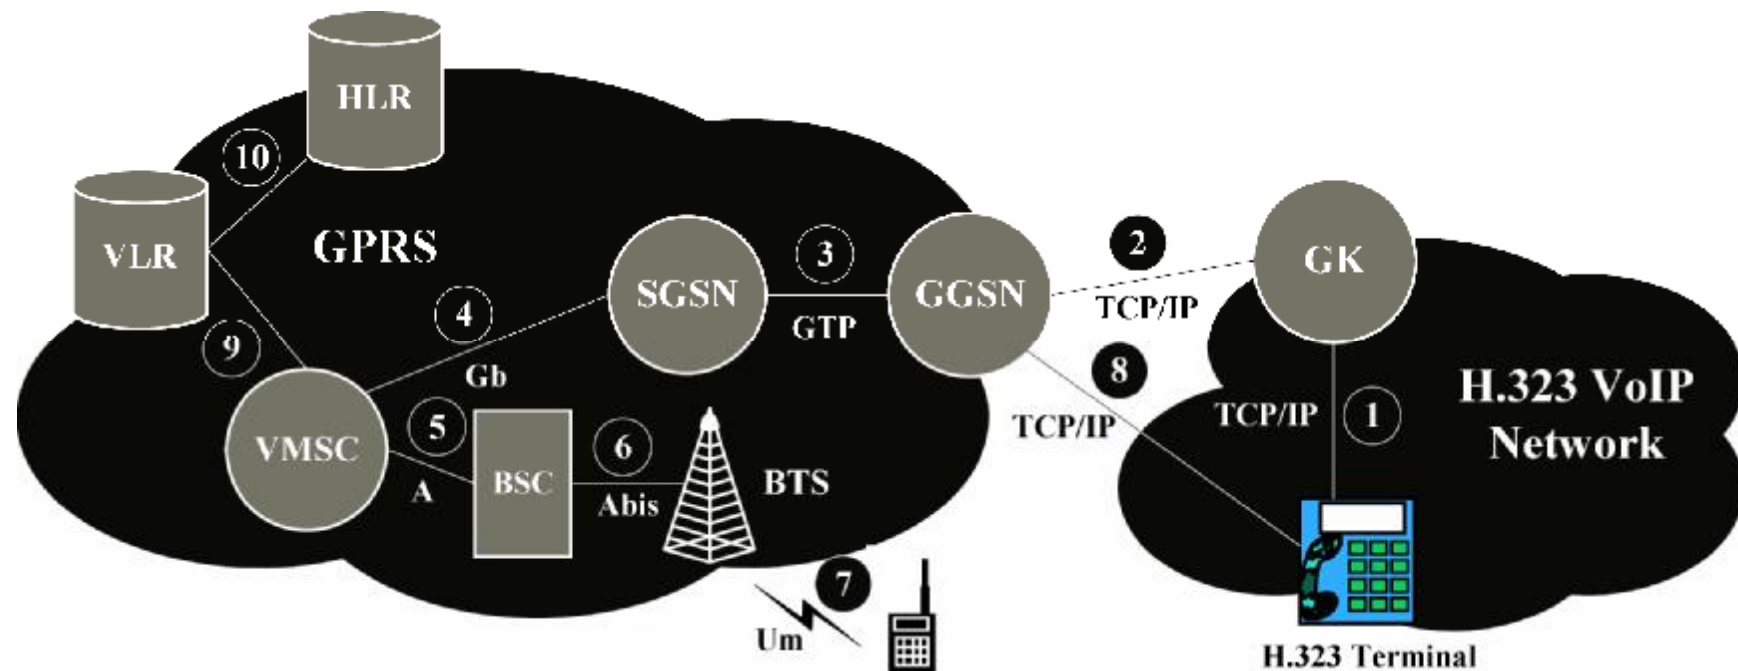 HLR
10
VLR
GPRS
9
4
Gb
SGSN
3
GTP
GGSN
2
TCP/IP
GK
8
TCP/IP
TCP/IP
1
H.323 VoIP
Network
VMSC
5
A
BSC
6
Abis
BTS
7
Um
H.323 Terminal